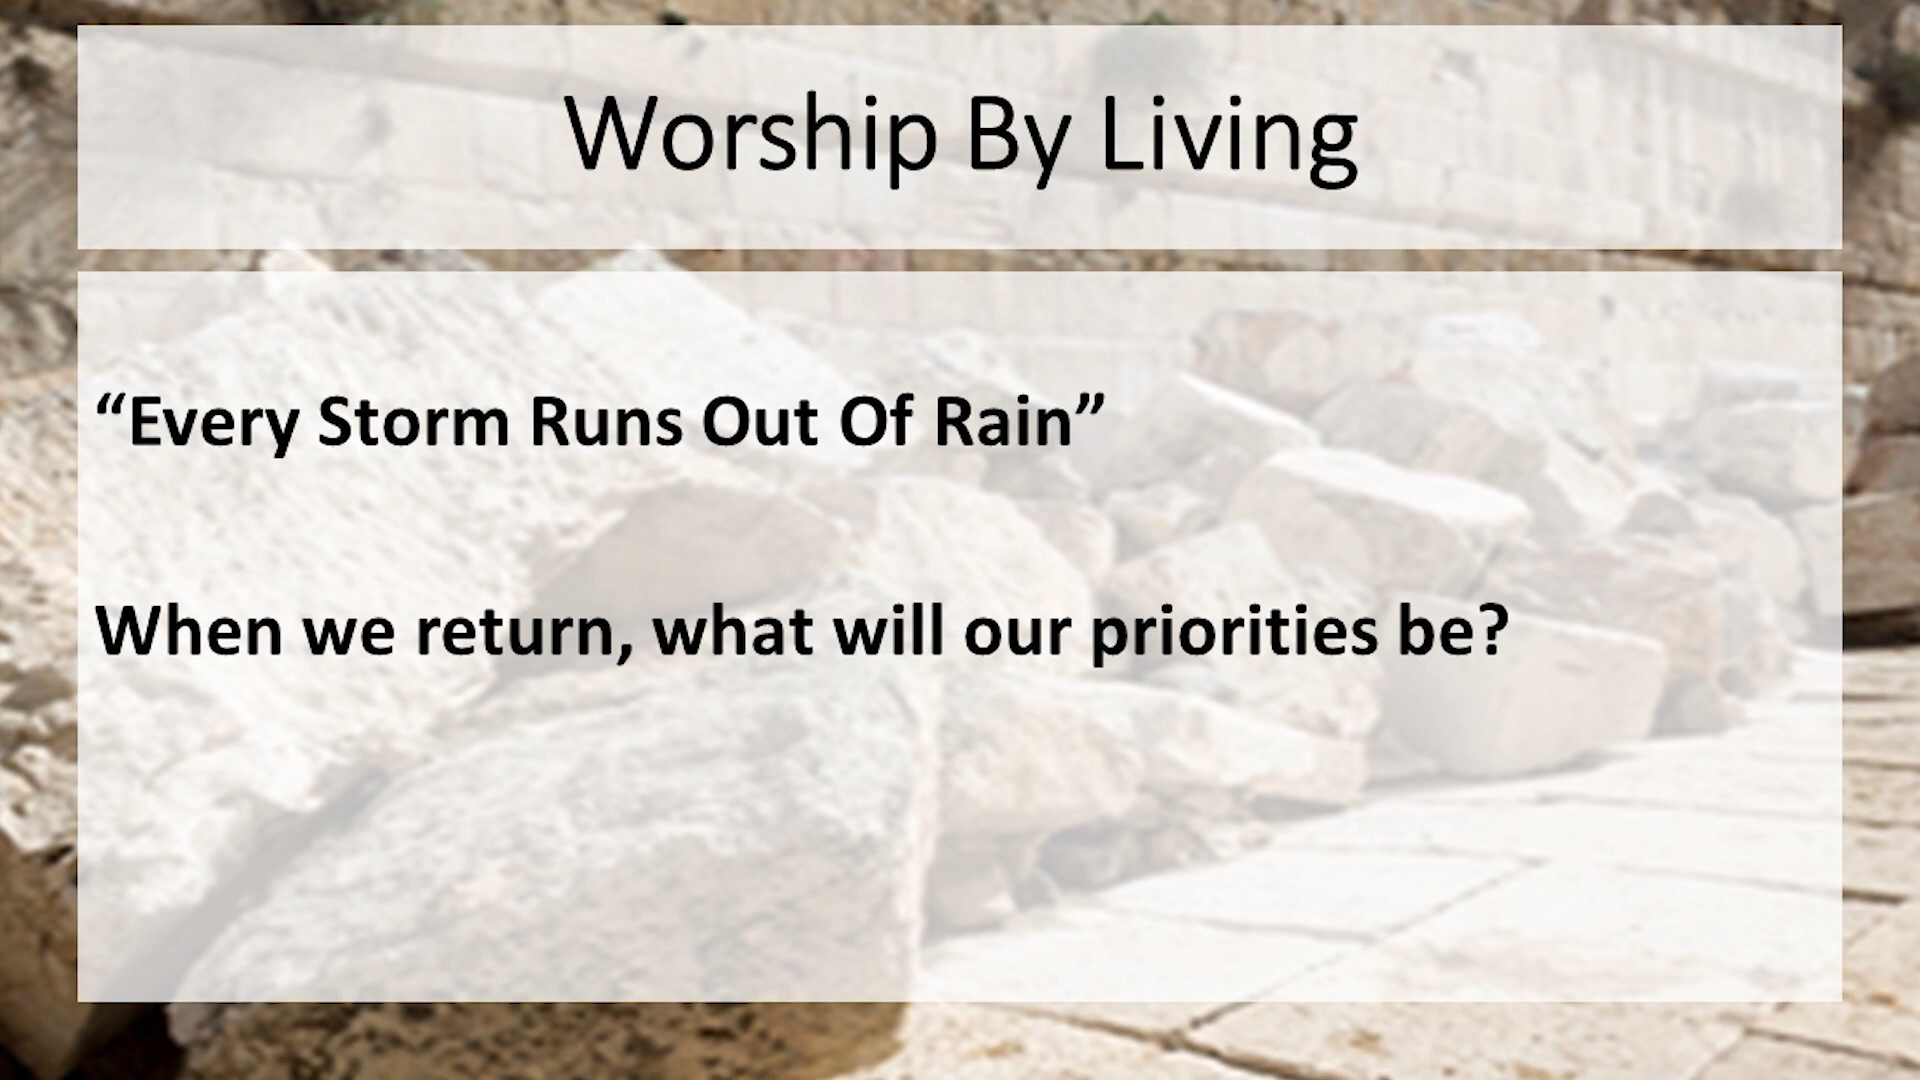 Worship By Living
“Every Storm Runs Out Of Rain”
When we return, what will our priorities be?